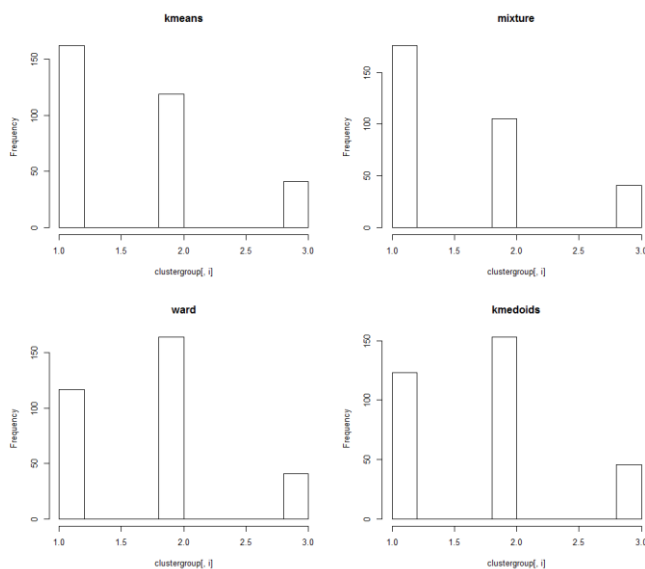 kmeans
Frequency
0 50 100 150
1.0 1.5 2.0 2.5 3.0
clustergroup[, i]
mixture
Frequency
0 50 100 150
1.0 1.5 2.0 2.5 3.0
clustergroup[, i]
ward
Frequency
0 50 100 150
1.0 1.5 2.0 2.5 3.0
clustergroup[, i]
kmedoids
Frequency
0 50 100 150
1.0 1.5 2.0 2.5 3.0
clustergroup[, i]